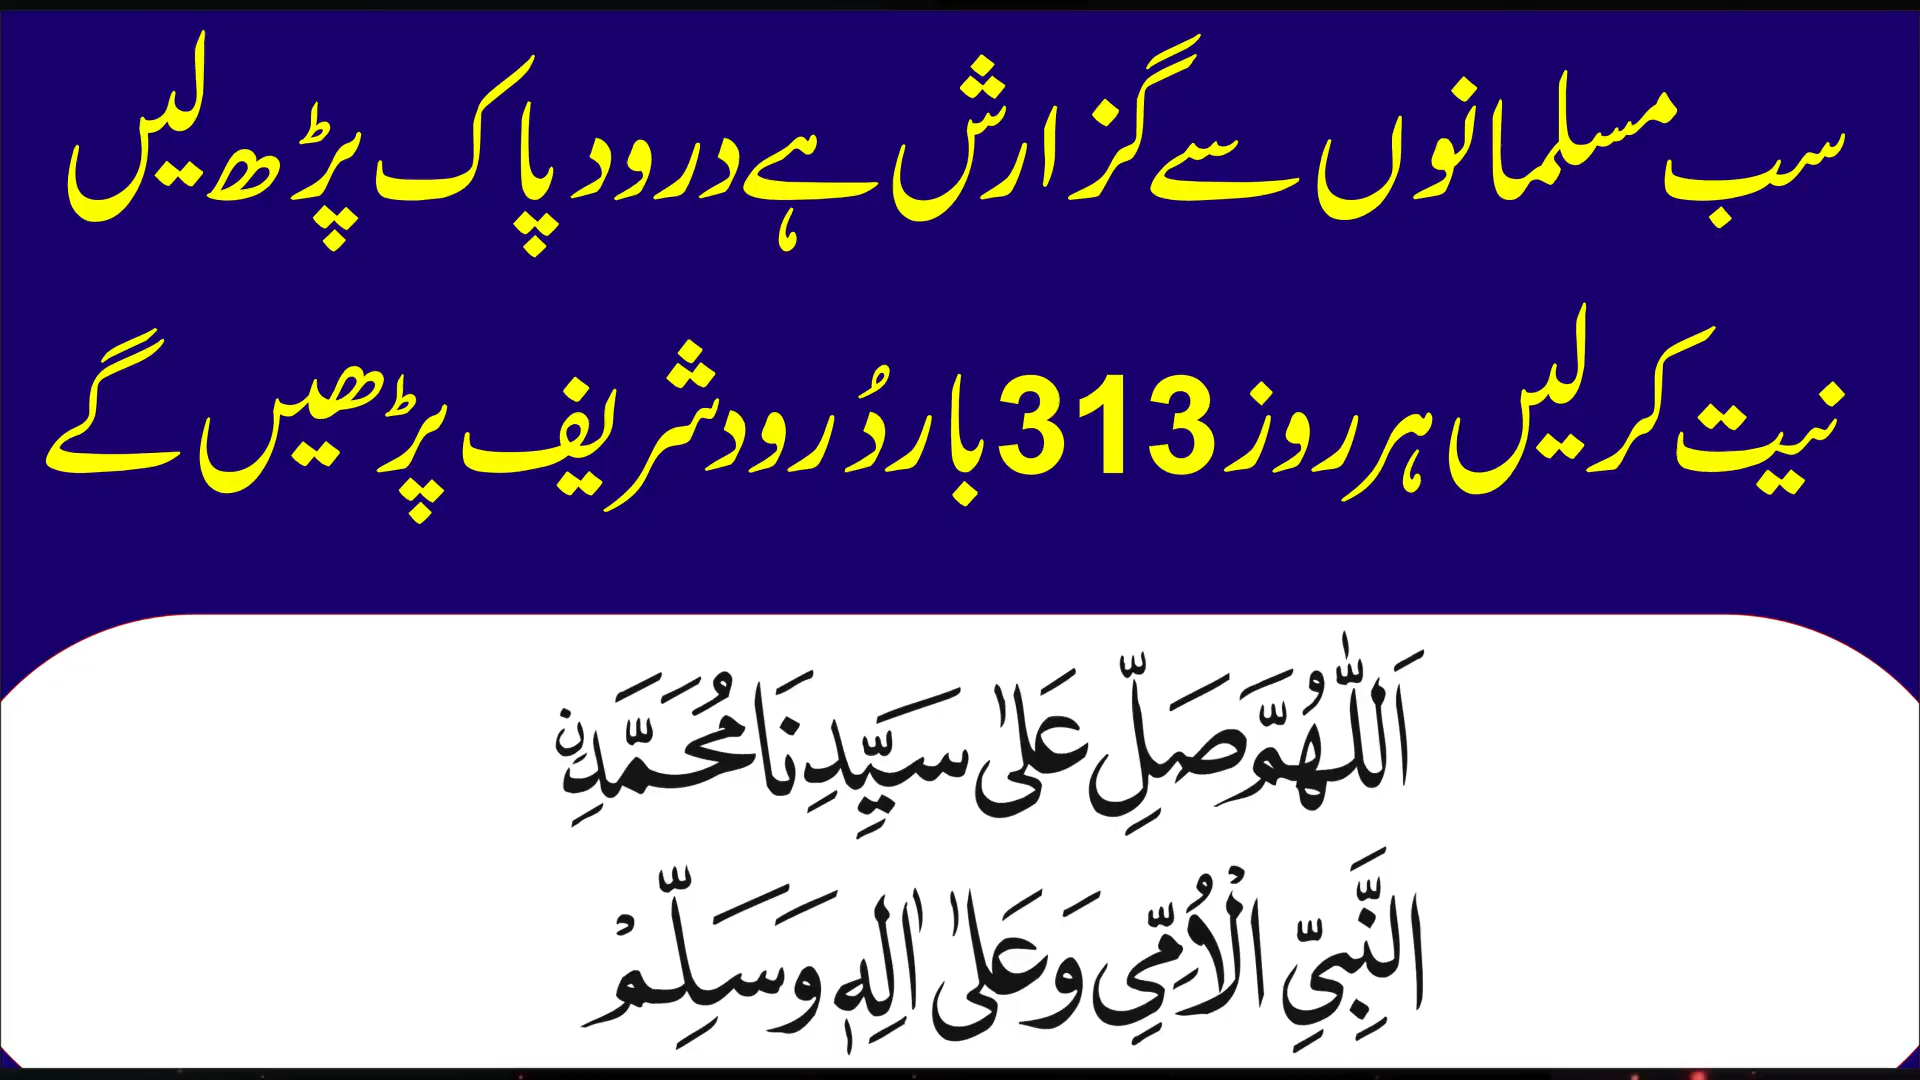 سب مسلمانوں سے گزارش ہے درود پاک پڑھ لیں
نیت کرلیں ہر روز 313 بار دُرود شریف پڑھیں گے
اَللّٰهُمَّ صَلِّ عَلٰی سَيِّدِنَا مُحَمَّدِنِ
النَّبِیِّ الْاُمِّیِ وَعَلٰی اٰلِهٖ وَسَلِّمْ